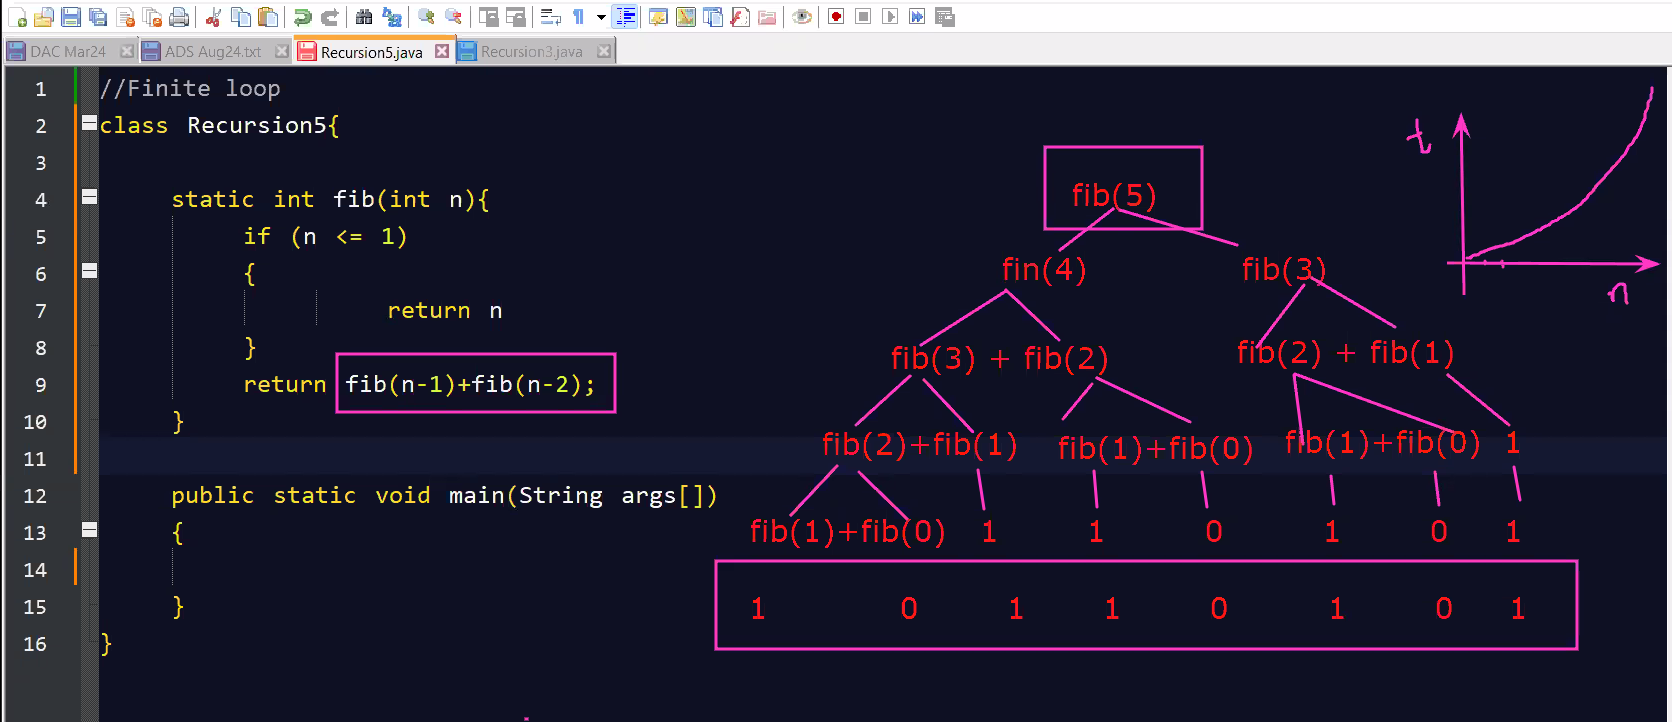 DAC Mar24 ADS Aug24.txt Recursion5.java Recursion3.java
1 //Finite loop
2 class Recursion5{
3
4 static int fib(int n){
5 if (n <= 1)
6 {
7 return n
8 }
9 return fib(n-1)+fib(n-2);
10 }
11
12 public static void main(String args[])
13 {
14
15 }
16 }
fib(5)
fin(4) fib(3)
fib(3) + fib(2) fib(2) + fib(1)
fib(2)+fib(1) fib(1)+fib(0) fib(1)+fib(0) 1
fib(1)+fib(0) 1 1 0 1 0 1
1 0 1 1 0 1 0 1
t
n